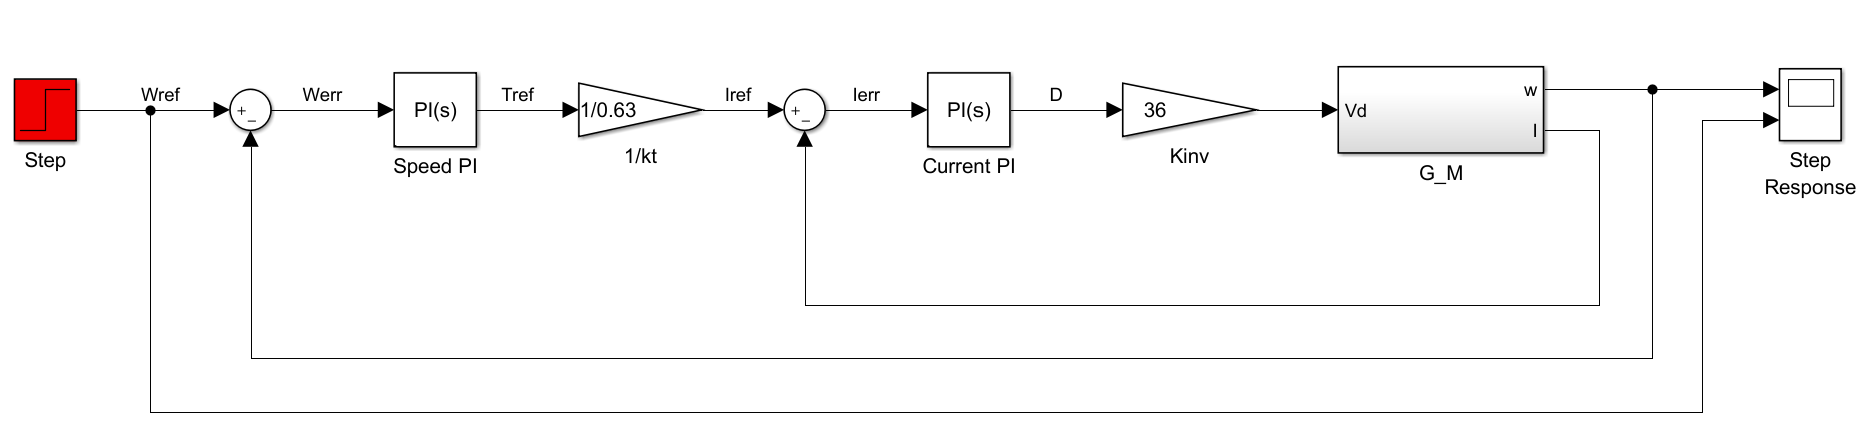 Wref
Werr
PI(s)
Tref
1/0.63
Iref
Ierr
PI(s)
D
36
Vd
w
I
Step
Speed PI
1/kt
Current PI
Kinv
G_M
Step
Response